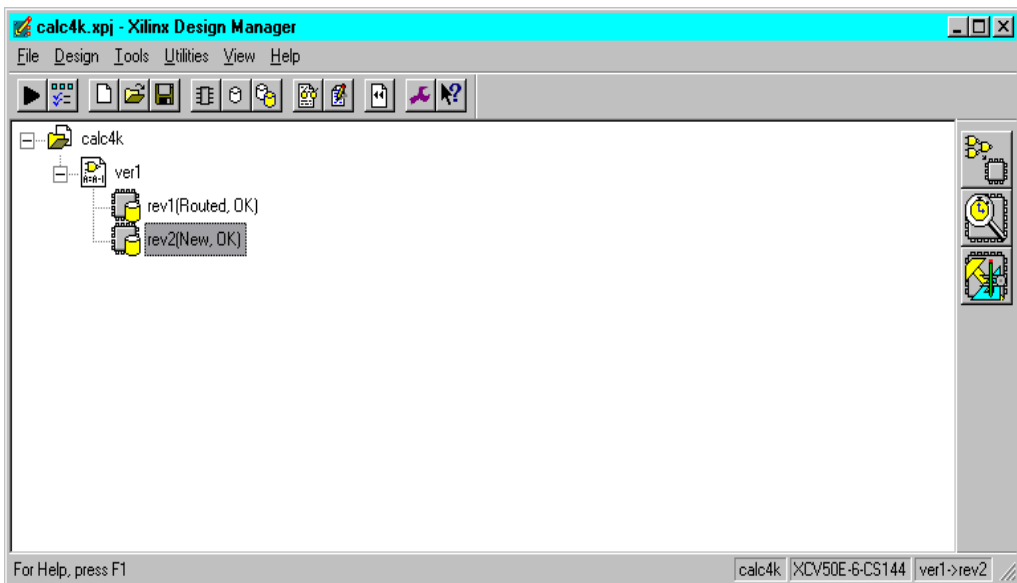 calc4k.xpj - Xilinx Design Manager
File Design Tools Utilities View Help
calc4k
ver1
rev1(Routed, OK)
rev2(New, OK)
For Help, press F1
calc4k XCV50E-6-CS144 ver1->rev2